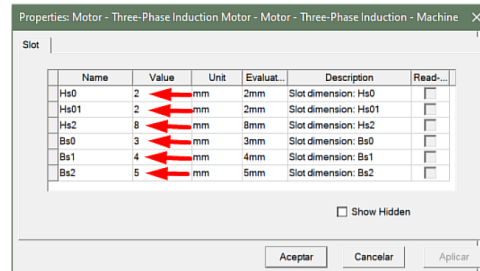 Properties: Motor - Three-Phase Induction Motor - Motor - Three-Phase Induction - Machine
Slot
Name Value Unit Evaluat... Description Read-...
Hs0 2 mm 2mm Slot dimension: Hs0
Hs01 2 mm 2mm Slot dimension: Hs01
Hs2 8 mm 8mm Slot dimension: Hs2
Bs0 3 mm 3mm Slot dimension: Bs0
Bs1 4 mm 4mm Slot dimension: Bs1
Bs2 5 mm 5mm Slot dimension: Bs2
Show Hidden
Aceptar Cancelar Aplicar